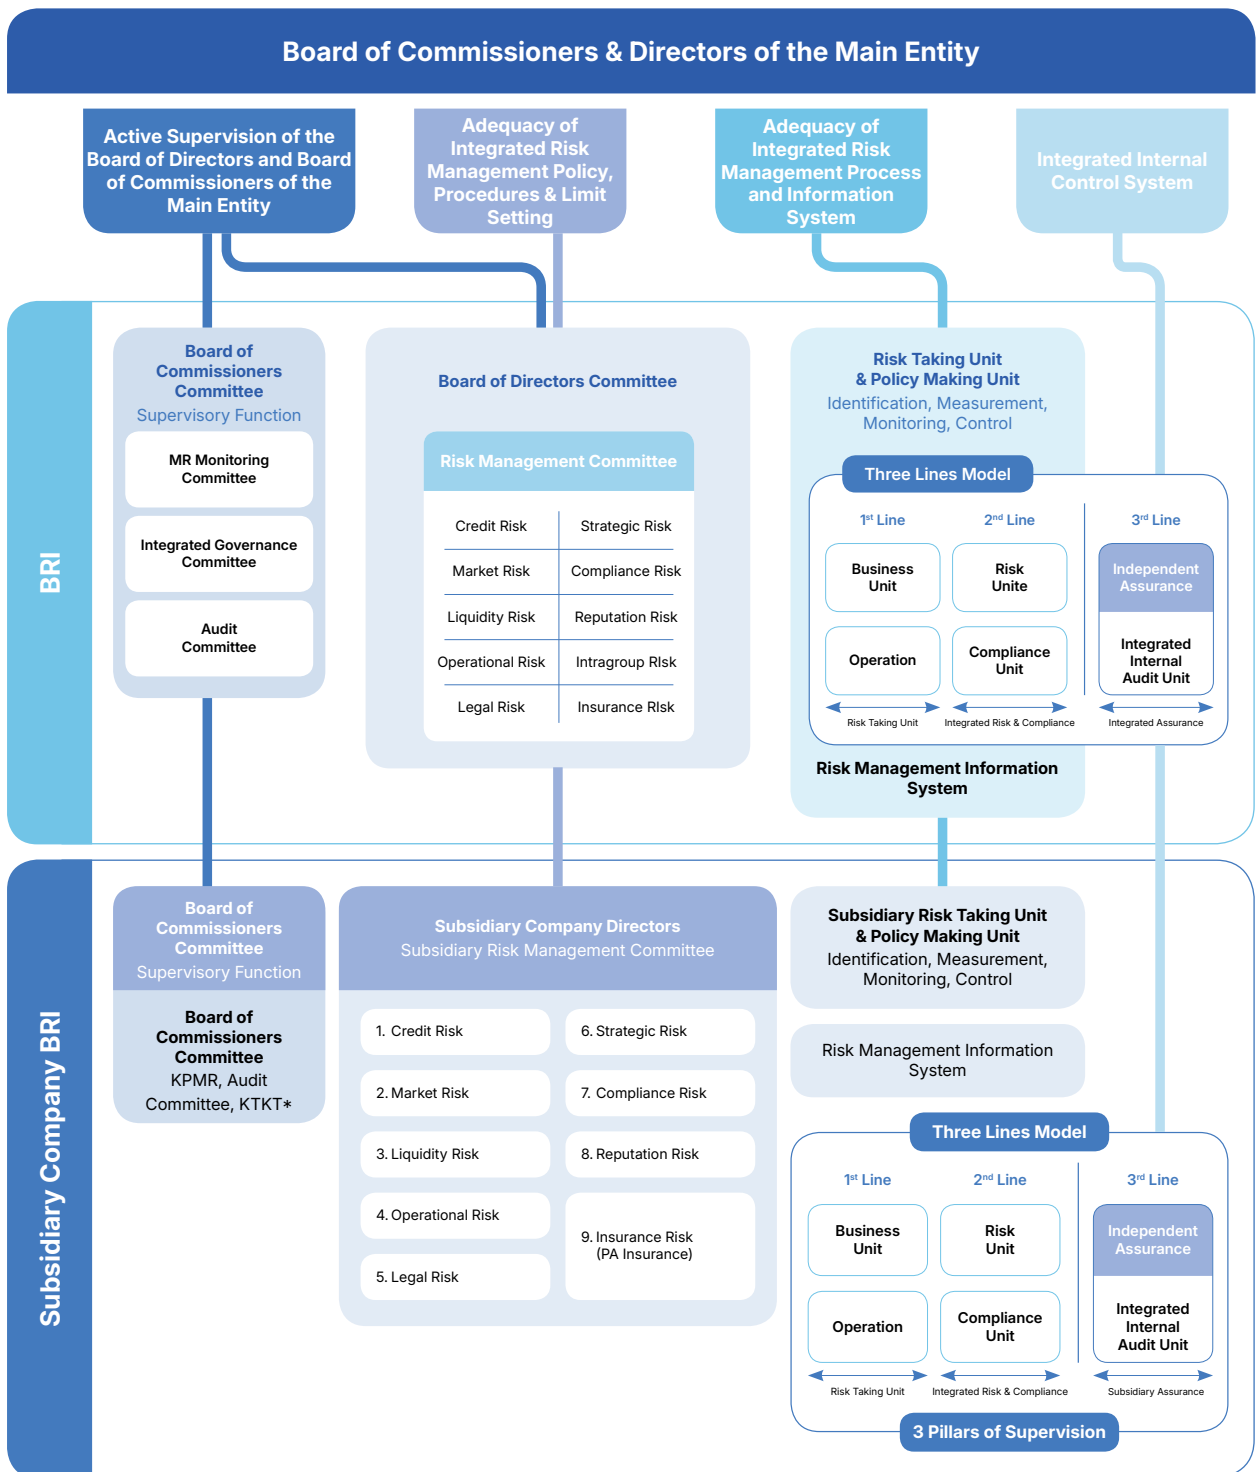 Board of Commissioners & Directors of the Main Entity
Active Supervision of the
Board of Directors and Board
of Commissioners of the
Main Entity
Adequacy of
Integrated Risk
Management Policy,
Procedures & Limit
Setting
Adequacy of
Integrated Risk
Management Process
and Information
System
Integrated Internal
Control System
BRI
Board of
Commissioners
Committee
Supervisory Function
MR Monitoring
Committee
Integrated Governance
Committee
Audit
Committee
Board of Directors Committee
Risk Management Committee
Credit Risk
Strategic Risk
Market Risk
Compliance Risk
Liquidity Risk
Reputation Risk
Operational Risk
Intragroup RIsk
Legal Risk
Insurance RIsk
Risk Taking Unit
& Policy Making Unit
Identification, Measurement,
Monitoring, Control
Three Lines Model
1st Line
2nd Line
3rd Line
Business
Unit
Risk
Unite
Independent
Assurance
Operation
Compliance
Unit
Integrated
Internal
Audit Unit
Risk Taking Unit
Integrated Risk & Compliance
Integrated Assurance
Risk Management Information
System
Subsidiary Company BRI
Board of
Commissioners
Committee
Supervisory Function
Board of
Commissioners
Committee
KPMR, Audit
Committee, KTKT*
Subsidiary Company Directors
Subsidiary Risk Management Committee
1. Credit Risk
2. Market Risk
3. Liquidity Risk
4. Operational Risk
5. Legal Risk
6. Strategic Risk
7. Compliance Risk
8. Reputation Risk
9. Insurance Risk
(PA Insurance)
Subsidiary Risk Taking Unit
& Policy Making Unit
Identification, Measurement,
Monitoring, Control
Risk Management Information
System
Three Lines Model
1st Line
2nd Line
3rd Line
Business
Unit
Risk
Unit
Independent
Assurance
Operation
Compliance
Unit
Integrated
Internal
Audit Unit
Risk Taking Unit
Integrated Risk & Compliance
Subsidiary Assurance
3 Pillars of Supervision